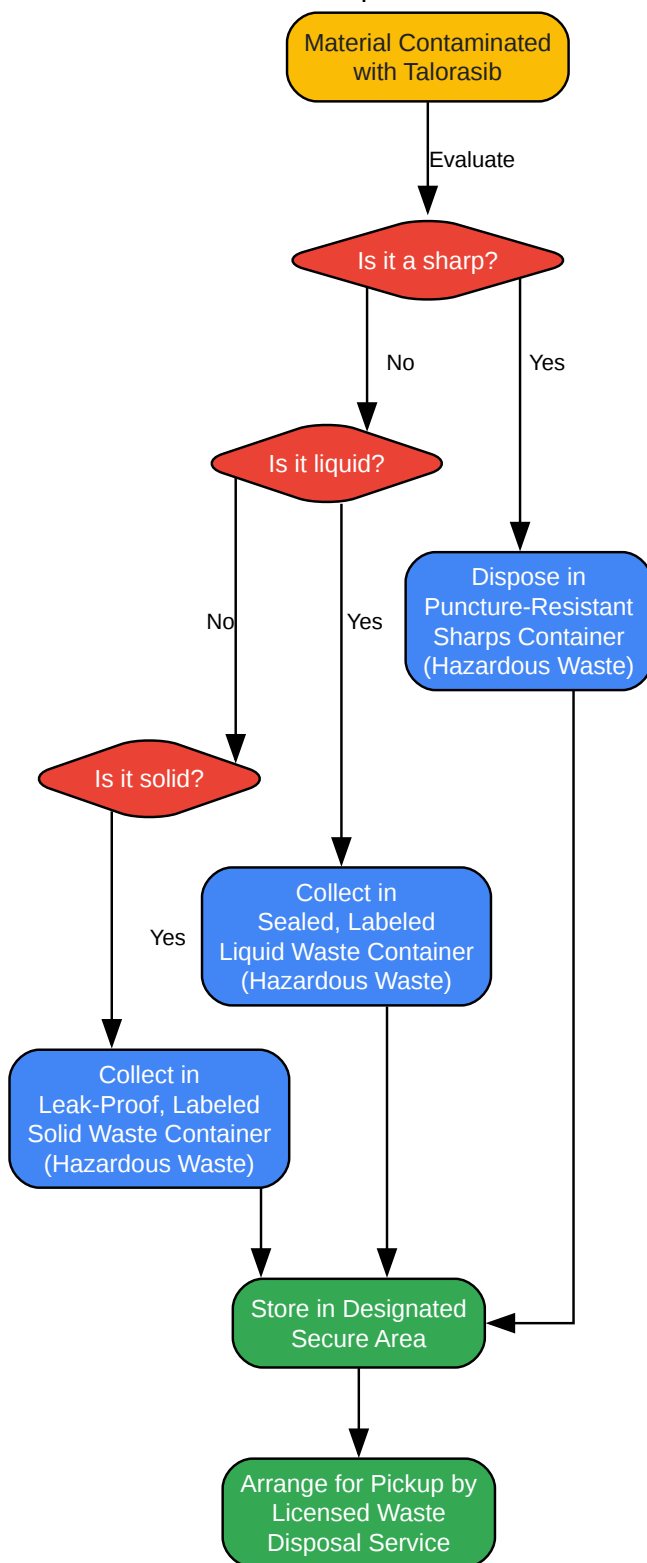 Material Contaminated
with Talorasib
Evaluate
Is it a sharp?
No
Yes
Is it liquid?
No
Yes
Dispose in
Puncture-Resistant
Sharps Container
(Hazardous Waste)
Is it solid?
Yes
Collect in
Sealed, Labeled
Liquid Waste Container
(Hazardous Waste)
Collect in
Leak-Proof, Labeled
Solid Waste Container
(Hazardous Waste)
Store in Designated
Secure Area
Arrange for Pickup by
Licensed Waste
Disposal Service